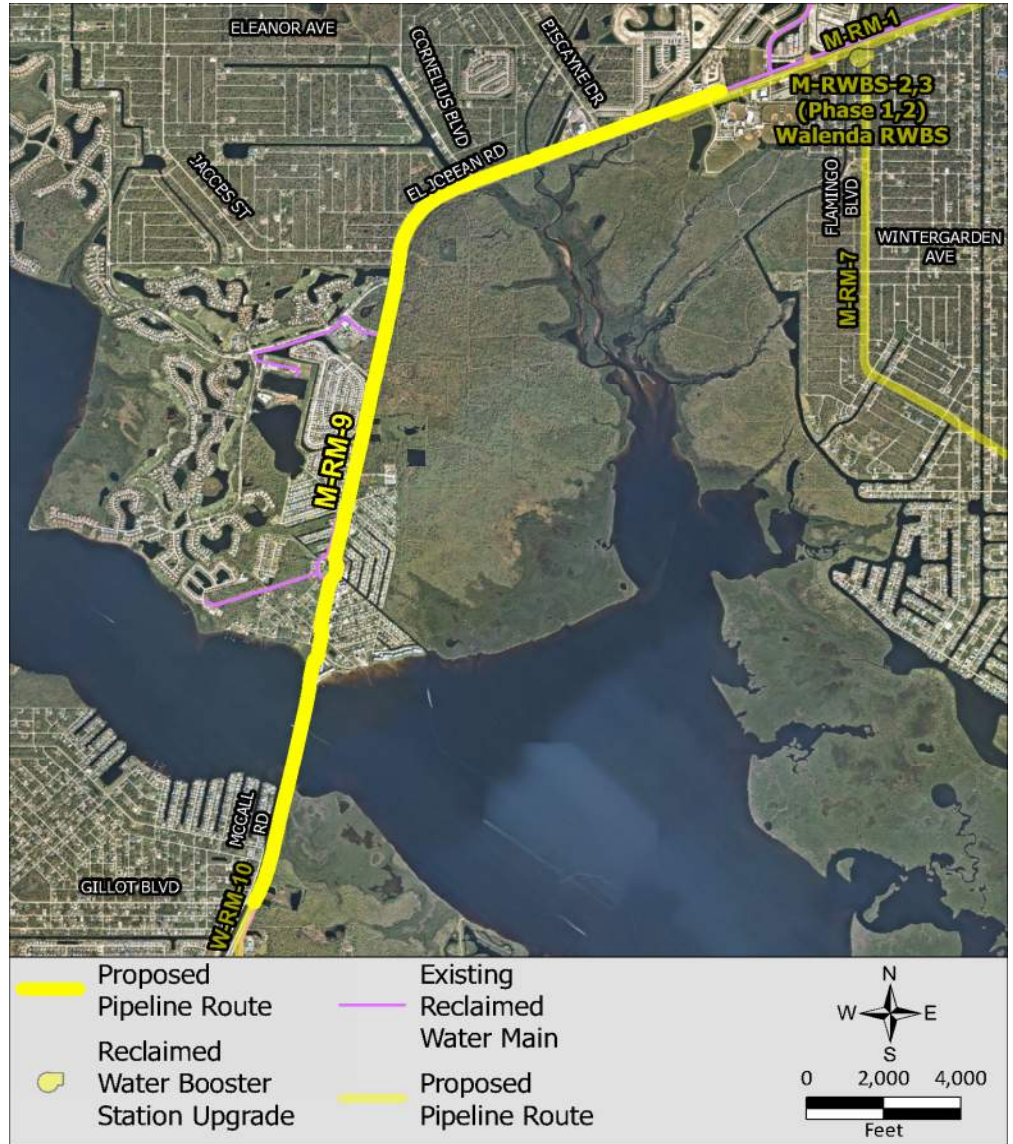 ELEANOR AVE
CORNELIUS BLVD
BISCAYNE DR
M-RM-1
M-RWBS-2,3
(Phase 1,2)
Walenda RWBS
JACOBS ST
EL JOBEAN RD
FLAMINGO
BLVD
WINTERGARDEN
AVE
M-RM-7
M-RM-9
MCCALL
RD
GILLOT BLVD
W-RM-10
Proposed
Pipeline Route
Reclaimed
Water Booster
Station Upgrade
Existing
Reclaimed
Water Main
Proposed
Pipeline Route
N
W E
S
0 2,000 4,000
Feet